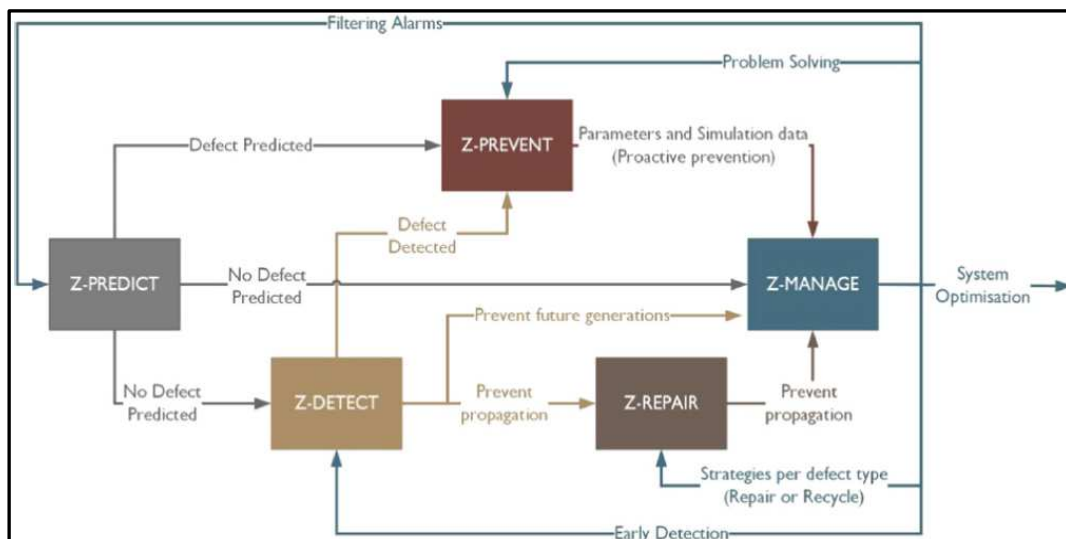 Filtering Alarms
Problem Solving
Defect Predicted
Z-PREVENT
Parameters and Simulation data
(Proactive prevention)
Defect
Detected
Z-PREDICT
No Defect
Predicted
Z-MANAGE
System
Optimisation
Prevent future generations
No Defect
Predicted
Z-DETECT
Prevent
propagation
Z-REPAIR
Prevent
propagation
Strategies per defect type
(Repair or Recycle)
Early Detection